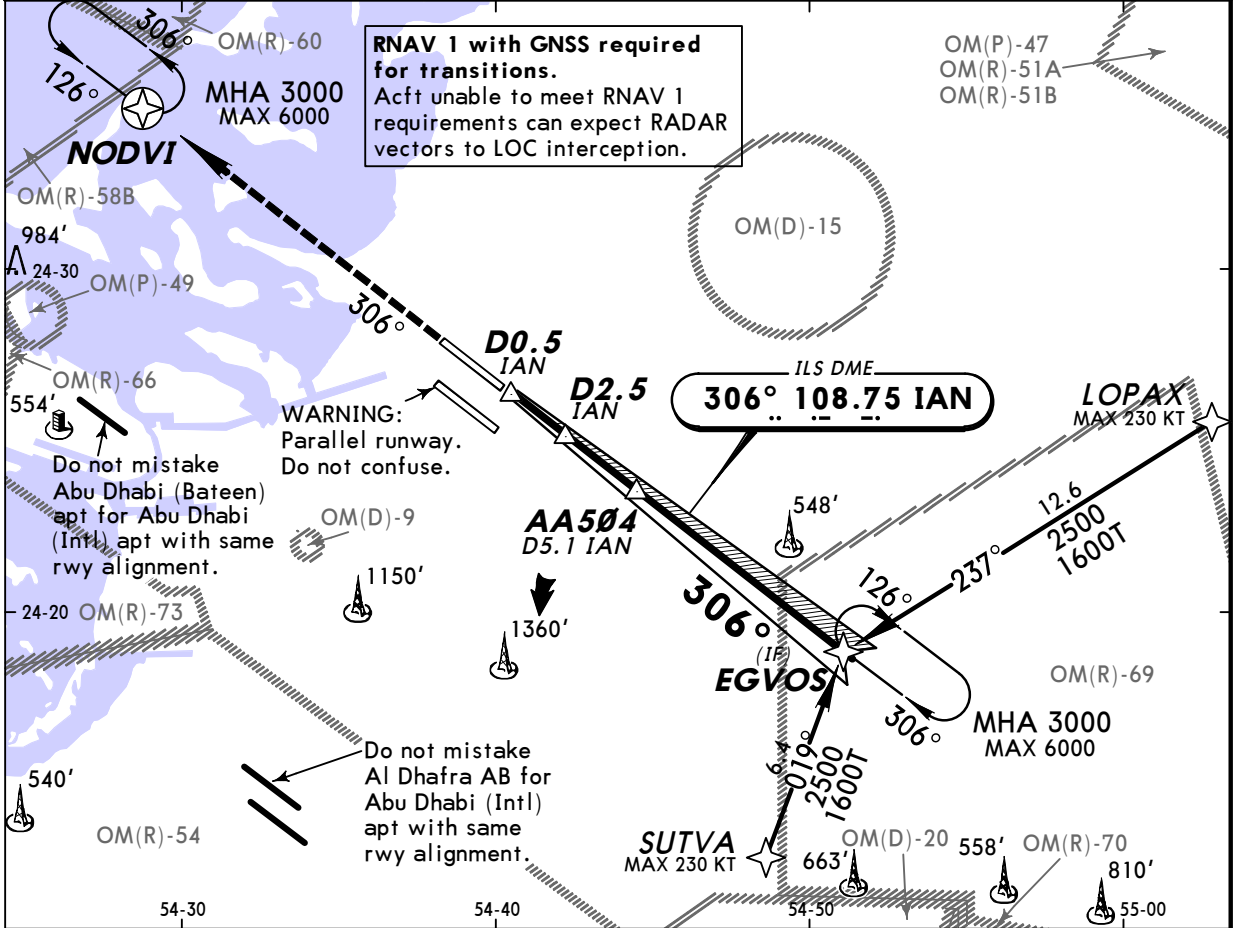 306°
OM(R)-60
126°
MHA 3000
MAX 6000
NODVI
RNAV 1 with GNSS required
for transitions.
Acft unable to meet RNAV 1
requirements can expect RADAR
vectors to LOC interception.
OM(P)-47
OM(R)-51A
OM(R)-51B
OM(R)-58B
984'
24-30
OM(P)-49
OM(D)-15
306°
D0.5
IAN
D2.5
IAN
ILS DME
306° 108.75 IAN
LOPAX
MAX 230 KT
OM(R)-66
554'
WARNING:
Parallel runway.
Do not confuse.
Do not mistake
Abu Dhabi (Bateen)
apt for Abu Dhabi
(Intl) apt with same
rwy alignment.
OM(D)-9
AA5Ø4
D5.1 IAN
548'
12.6
2500
1600T
237°
1150'
24-20
OM(R)-73
1360'
306°
126°
(IF)
EGVOS
OM(R)-69
306°
MHA 3000
MAX 6000
6.4
019°
2500
1600T
Do not mistake
Al Dhafra AB for
Abu Dhabi (Intl)
apt with same
rwy alignment.
540'
OM(R)-54
SUTVA
MAX 230 KT
663'
OM(D)-20
558'
OM(R)-70
810'
54-30
54-40
54-50
55-00